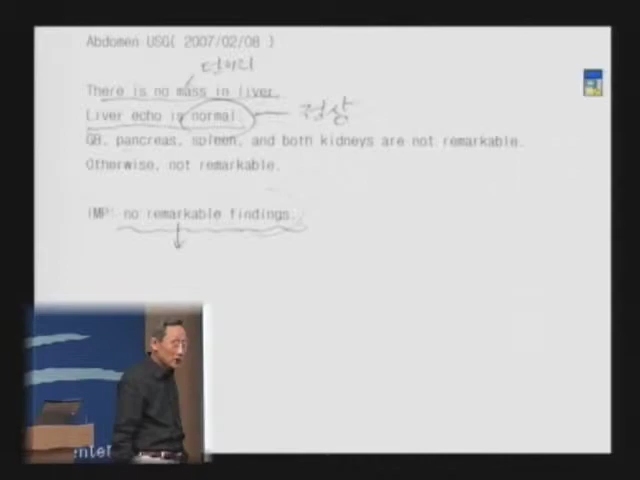 Abdomen USG( 2007/02/08 )
덩어리
There is no mass in liver.
Liver echo is normal. 정상
GB, pancreas, spleen, and both kidneys are not remarkable.
Otherwise, not remarkable.
IMP: no remarkable findings.
enter